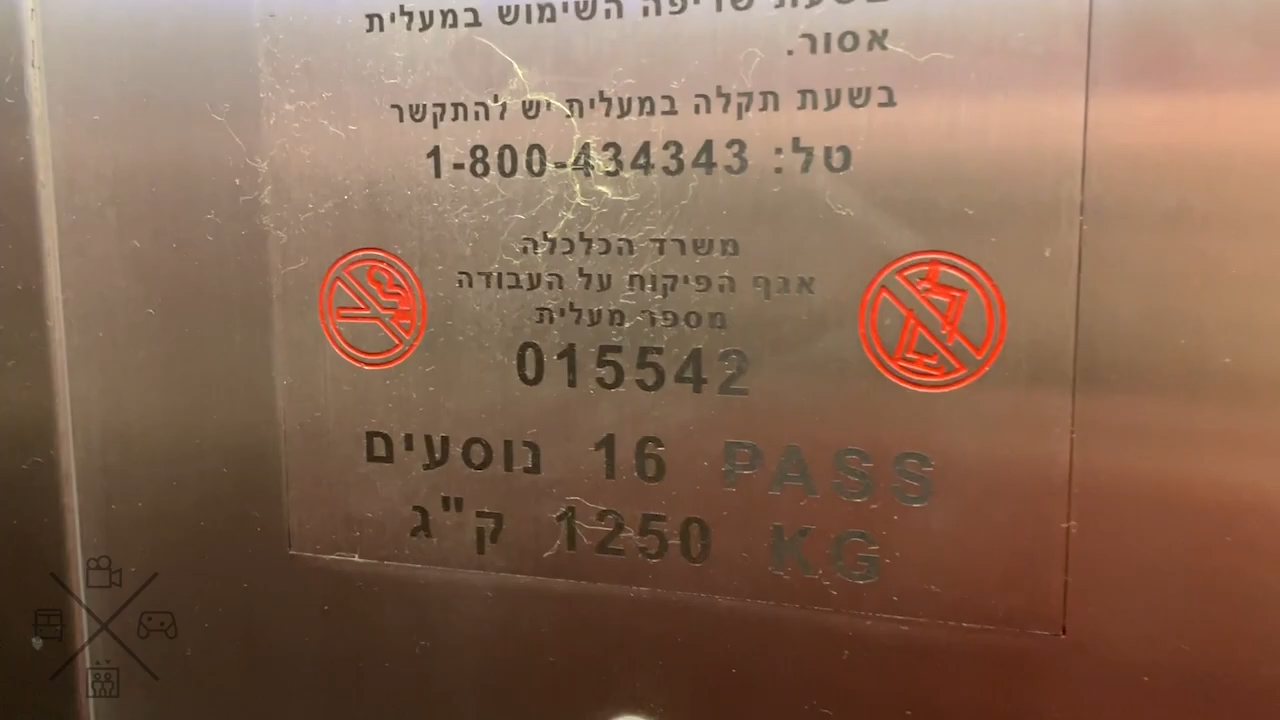 בשעת שריפה השימוש במעלית
אסור.
בשעת תקלה במעלית יש להתקשר
טל: 1-800-434343
משרד הכלכלה
אגף הפיקוח על העבודה
מספר מעלית
015542
נוסעים 16 PASS
ק"ג 1250 KG